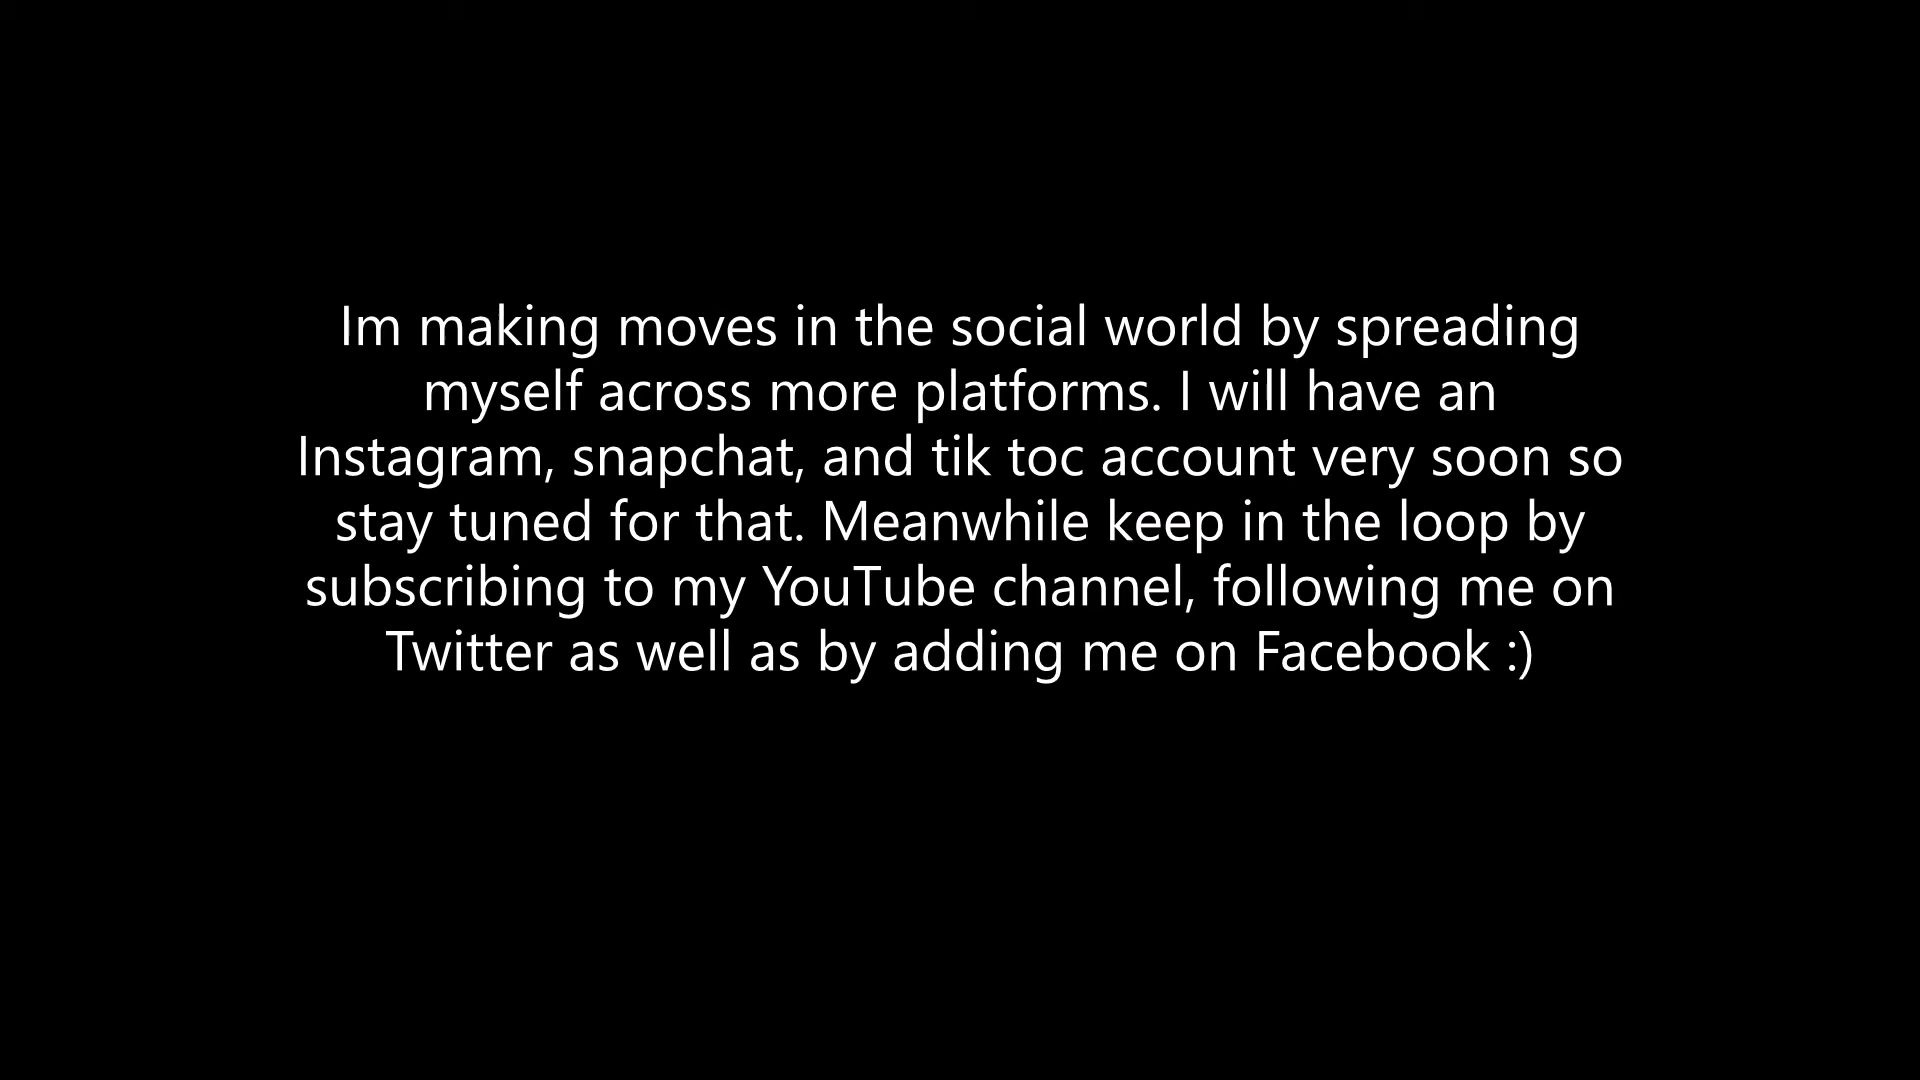 Im making moves in the social world by spreading
myself across more platforms. I will have an
Instagram, snapchat, and tik toc account very soon so
stay tuned for that. Meanwhile keep in the loop by
subscribing to my YouTube channel, following me on
Twitter as well as by adding me on Facebook :)